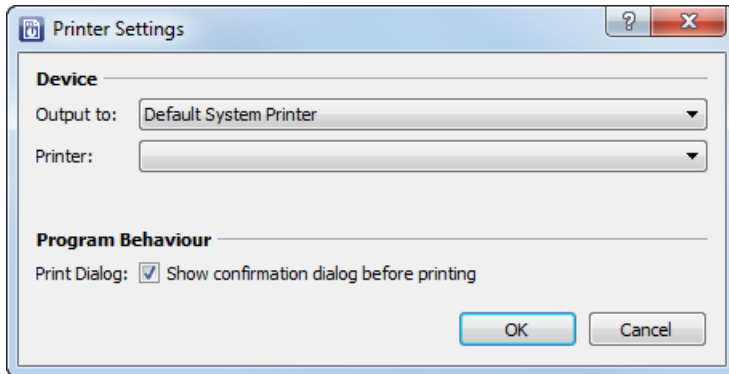 Printer Settings
Device
Output to: Default System Printer
Printer:
Program Behaviour
Print Dialog: Show confirmation dialog before printing
OK Cancel